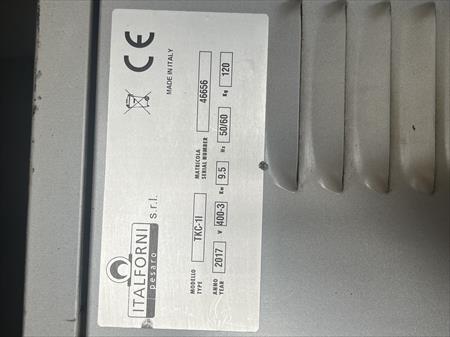 ITALFORNI
pesaro
s.r.l.
MADE IN ITALY
CE
MODELLO
TYPE
TKC-1I
MATRICOLA
SERIAL NUMBER
46656
ANNO
YEAR
2017
V
400-3
Kw
9.5
Hz
50/60
Kg
120